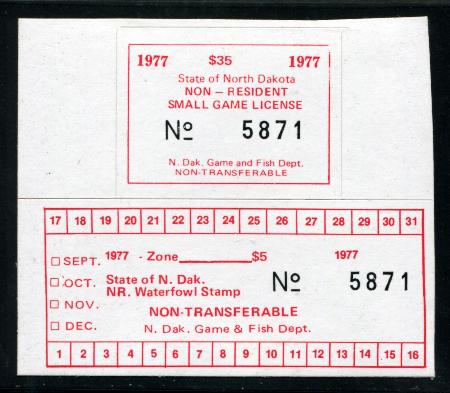 1977 $35 1977
State of North Dakota
NON – RESIDENT
SMALL GAME LICENSE
Nº 5871
N. Dak. Game and Fish Dept.
NON-TRANSFERABLE
17 18 19 20 21 22 23 24 25 26 27 28 29 30 31
□ SEPT. 1977 - Zone________$5 1977
□ OCT. State of N. Dak. Nº 5871
NR. Waterfowl Stamp
□ NOV. NON-TRANSFERABLE
□ DEC. N. Dak. Game & Fish Dept.
1 2 3 4 5 6 7 8 9 10 11 12 13 14 15 16